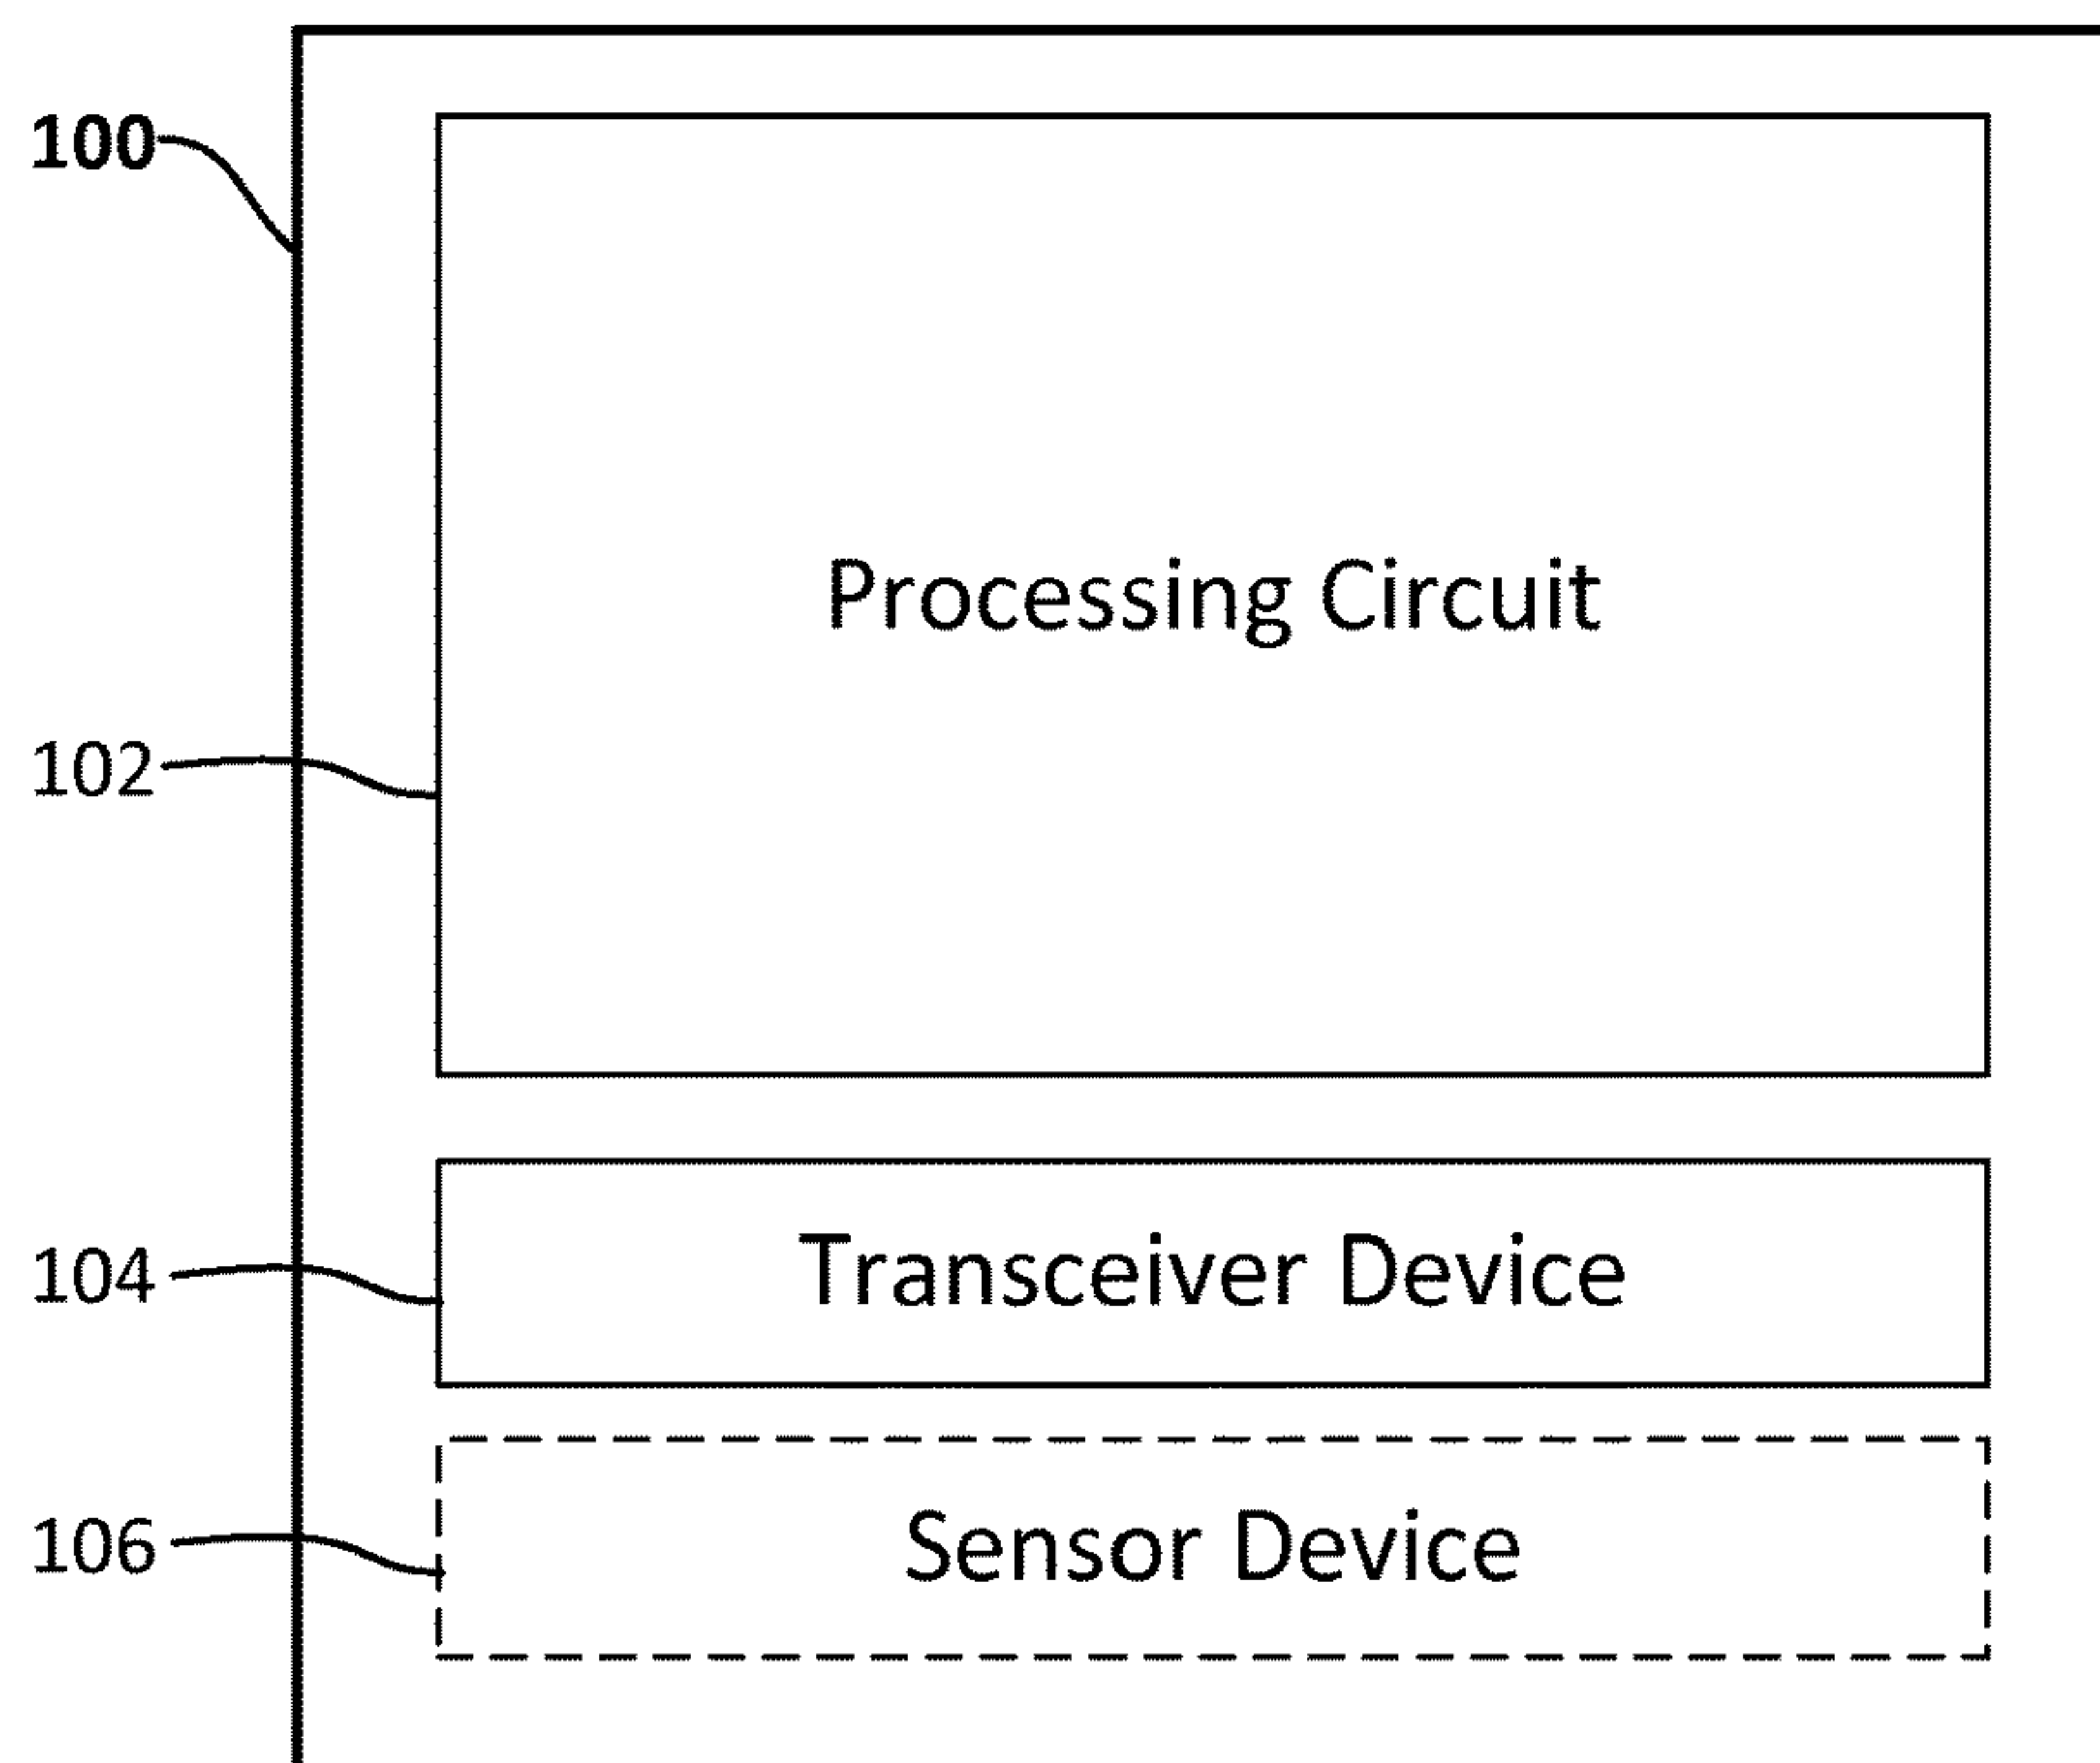 100
Processing Circuit
102
104
Transceiver Device
106
Sensor Device